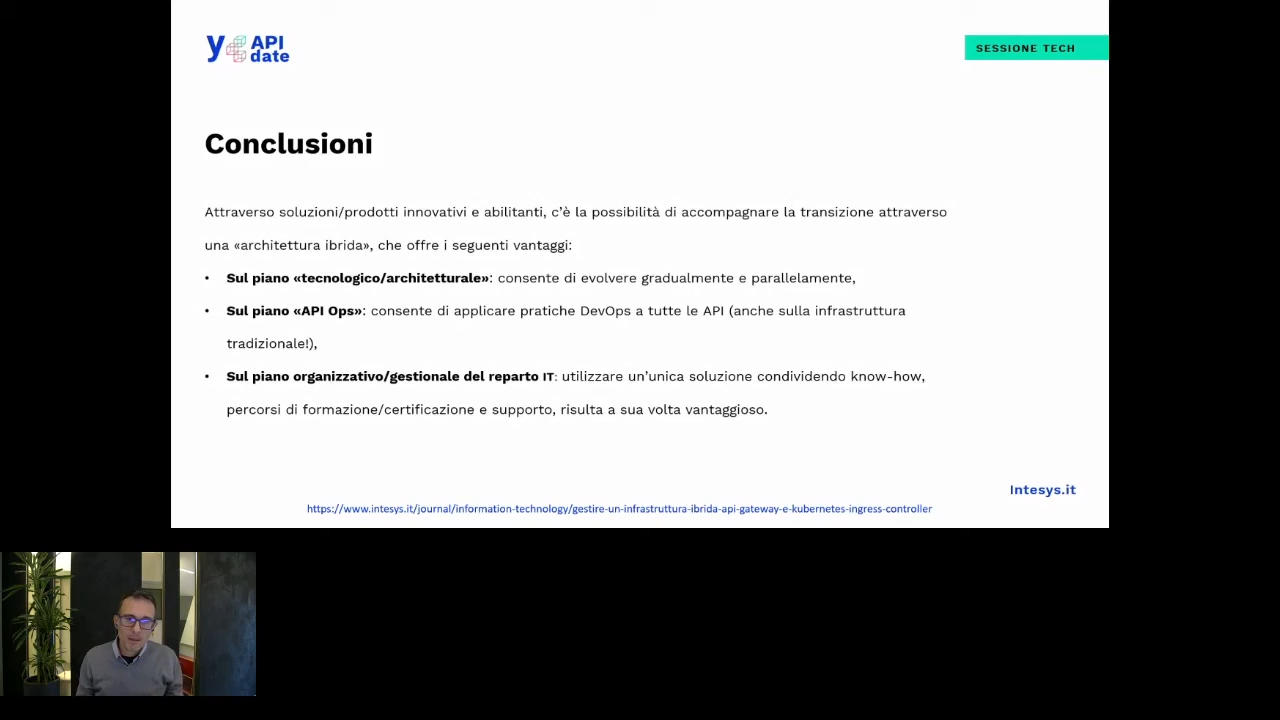 y API date
SESSIONE TECH
Conclusioni
Attraverso soluzioni/prodotti innovativi e abilitanti, c’è la possibilità di accompagnare la transizione attraverso
una «architettura ibrida», che offre i seguenti vantaggi:
• Sul piano «tecnologico/architetturale»: consente di evolvere gradualmente e parallelamente,
• Sul piano «API Ops»: consente di applicare pratiche DevOps a tutte le API (anche sulla infrastruttura
tradizionale!),
• Sul piano organizzativo/gestionale del reparto IT: utilizzare un’unica soluzione condividendo know-how,
percorsi di formazione/certificazione e supporto, risulta a sua volta vantaggioso.
Intesys.it
https://www.intesys.it/journal/information-technology/gestire-un-infrastruttura-ibrida-api-gateway-e-kubernetes-ingress-controller